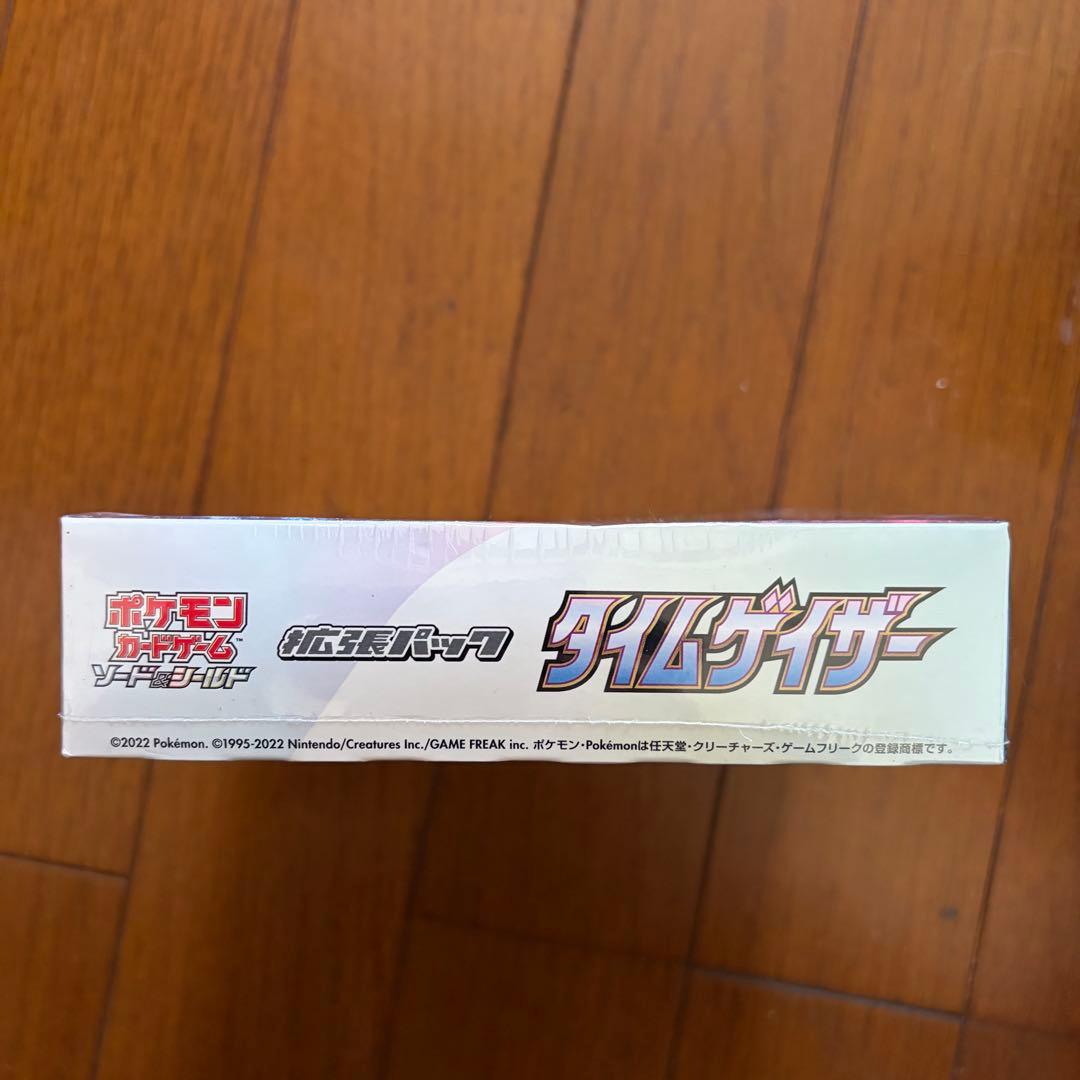 ポケモン
カードゲーム™
ソード&シールド
拡張パック
タイムゲイザー
©2022 Pokémon. ©1995-2022 Nintendo/Creatures Inc./GAME FREAK inc. ポケモン・Pokémonは任天堂・クリーチャーズ・ゲームフリークの登録商標です。